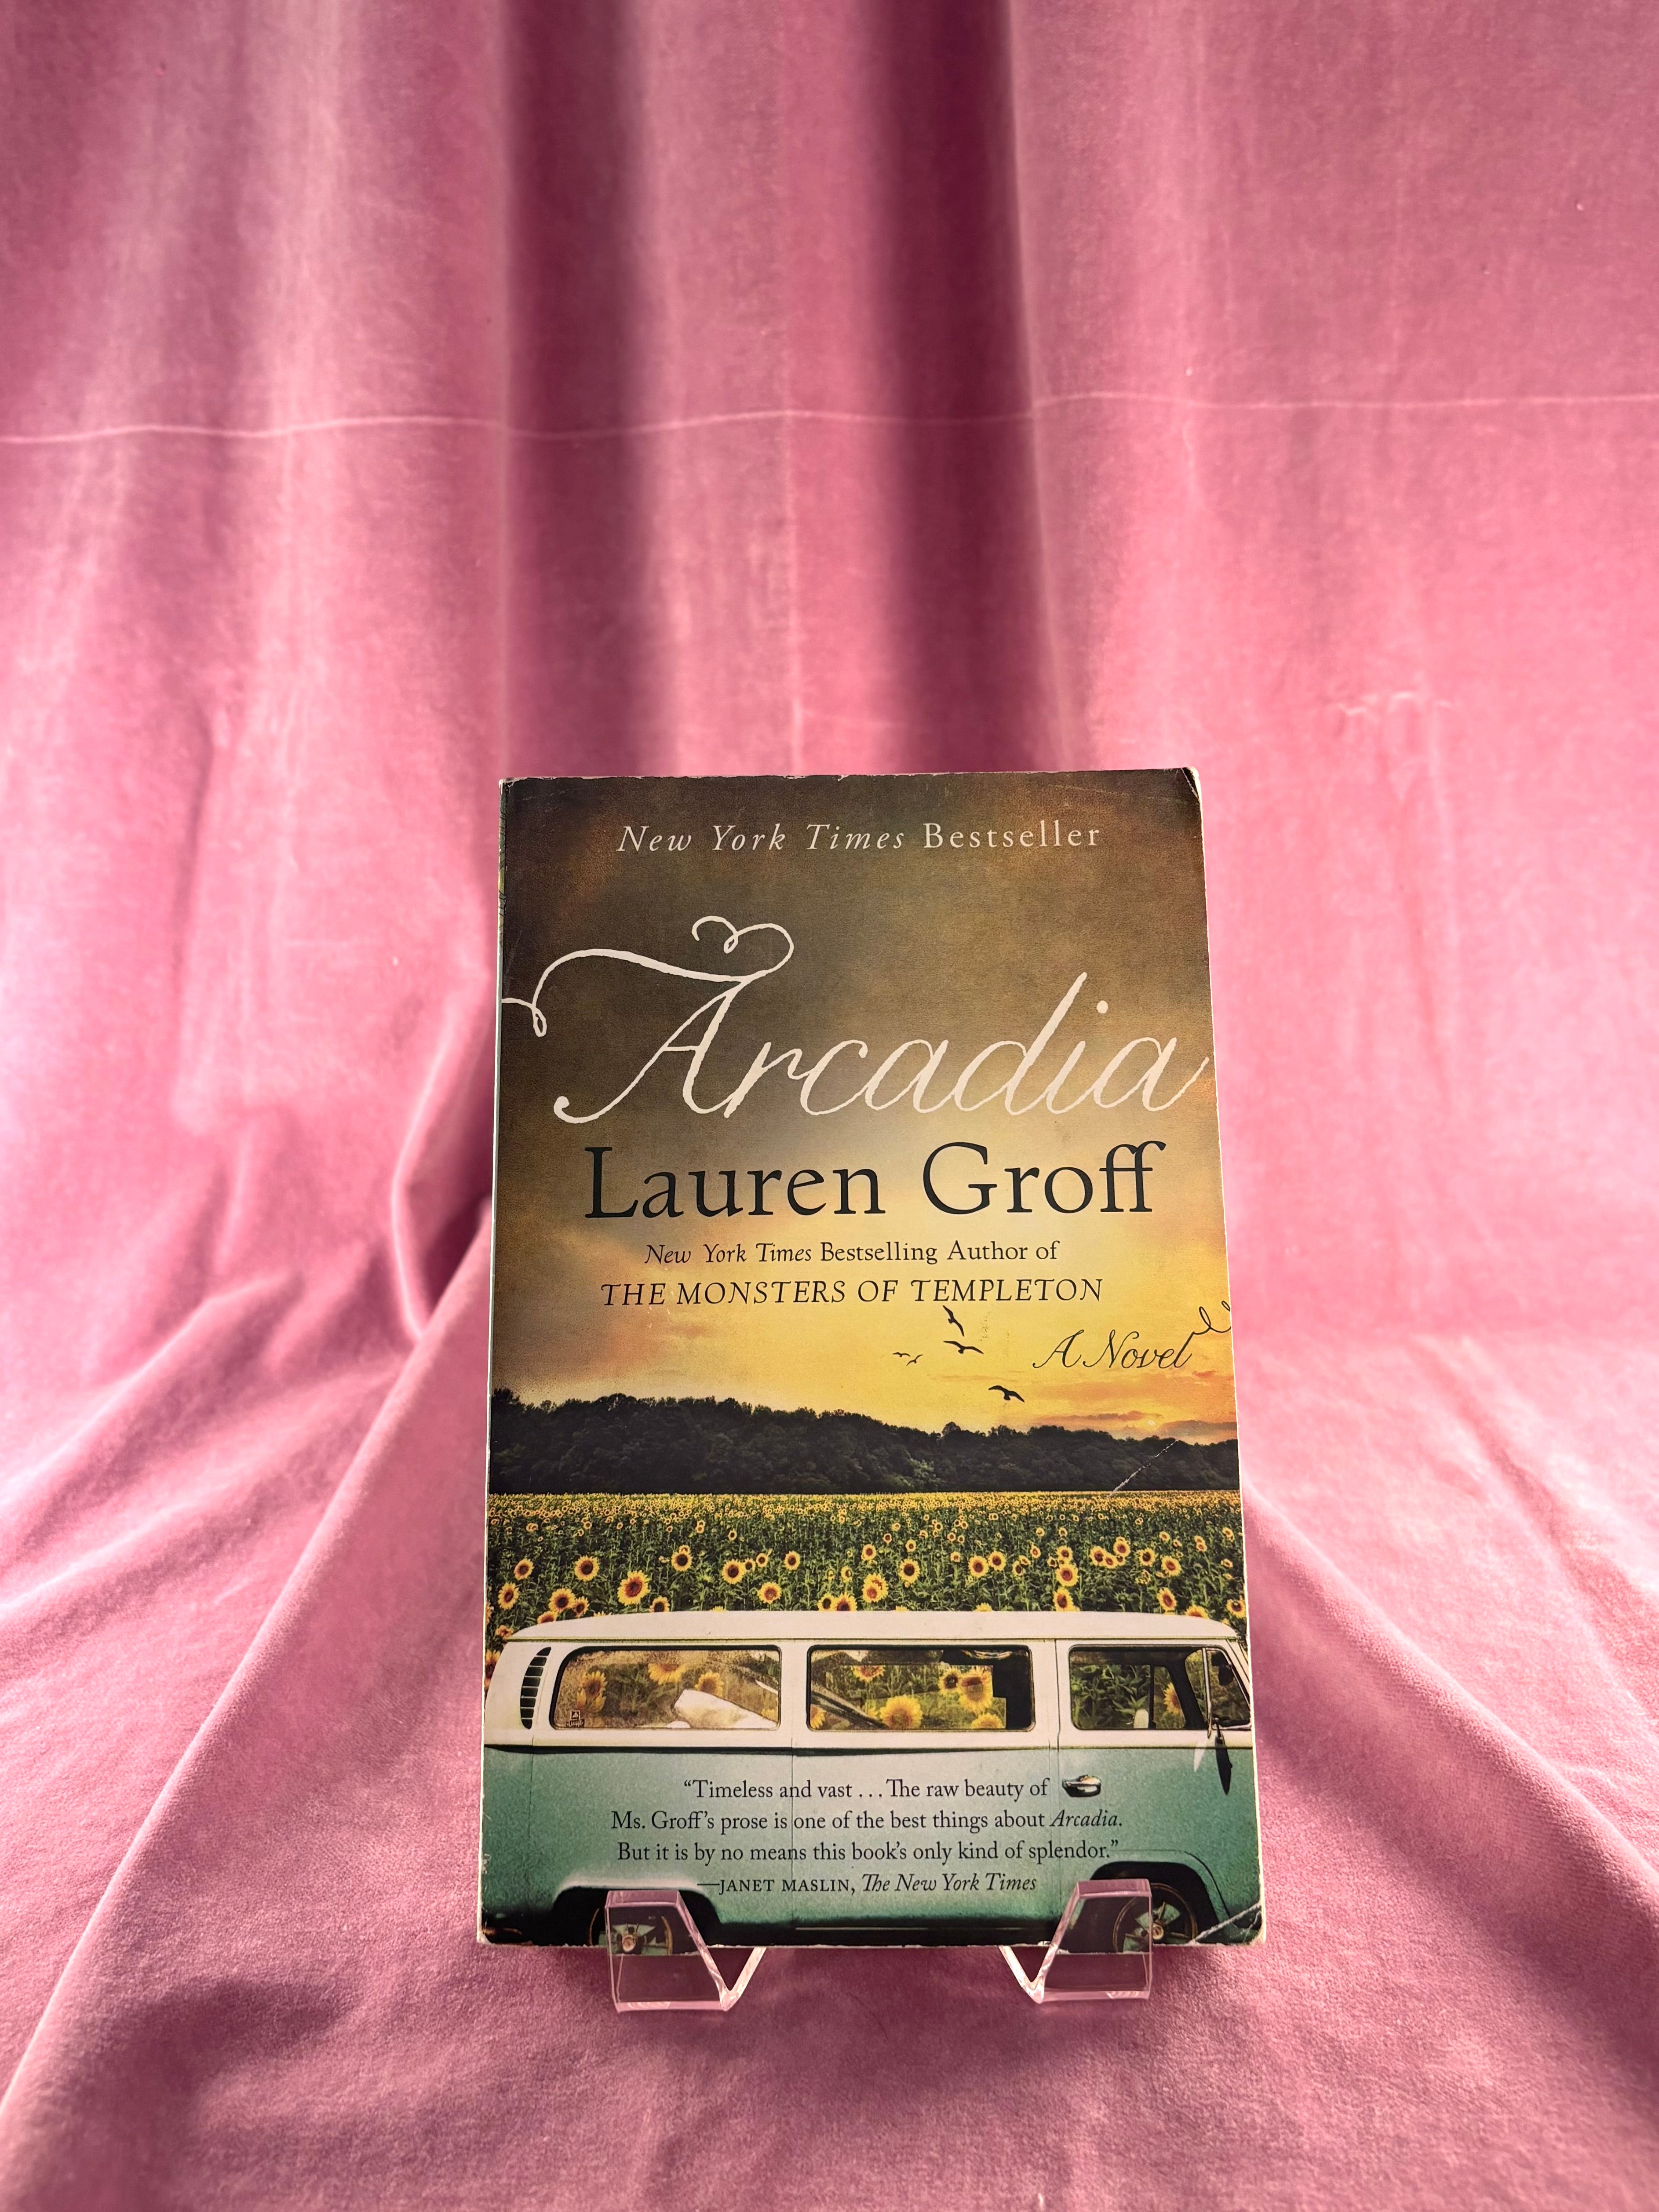 New York Times Bestseller
Arcadia
Lauren Groff
New York Times Bestselling Author of
THE MONSTERS OF TEMPLETON
A Novel
“Timeless and vast . . . The raw beauty of
Ms. Groff’s prose is one of the best things about Arcadia.
But it is by no means this book’s only kind of splendor.”
—JANET MASLIN, The New York Times